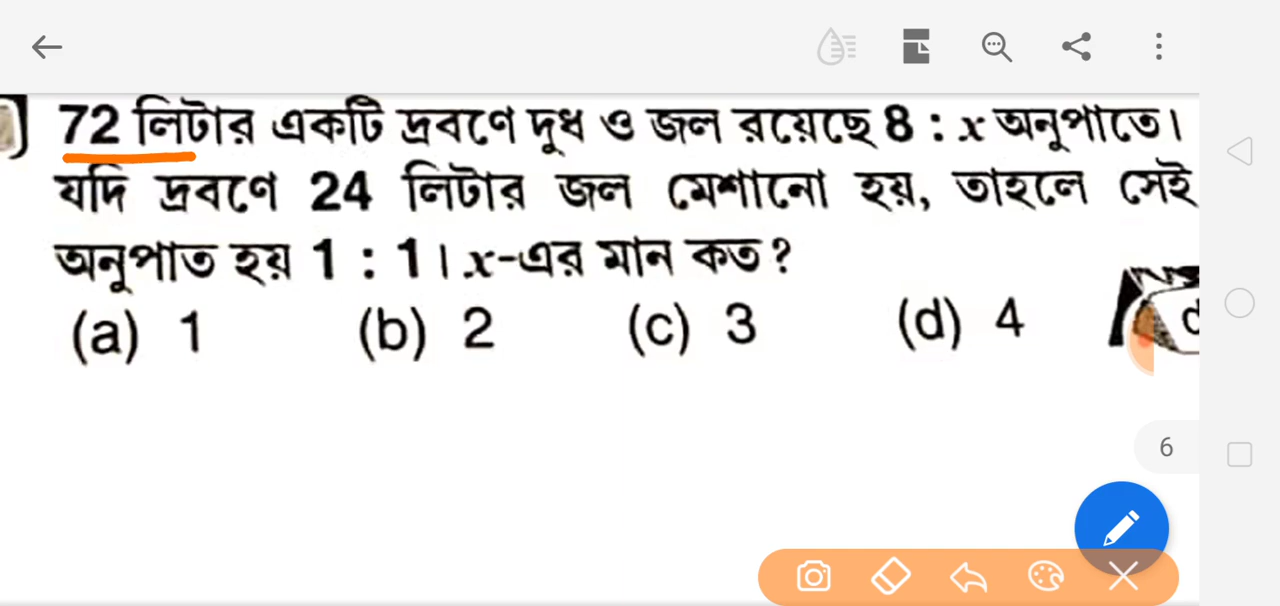 72 লিটার একটি দ্রবণে দুধ ও জল রয়েছে 8 : x অনুপাতে।
যদি দ্রবণে 24 লিটার জল মেশানো হয়, তাহলে সেই
অনুপাত হয় 1 : 1। x-এর মান কত?
(a) 1 (b) 2 (c) 3 (d) 4
6